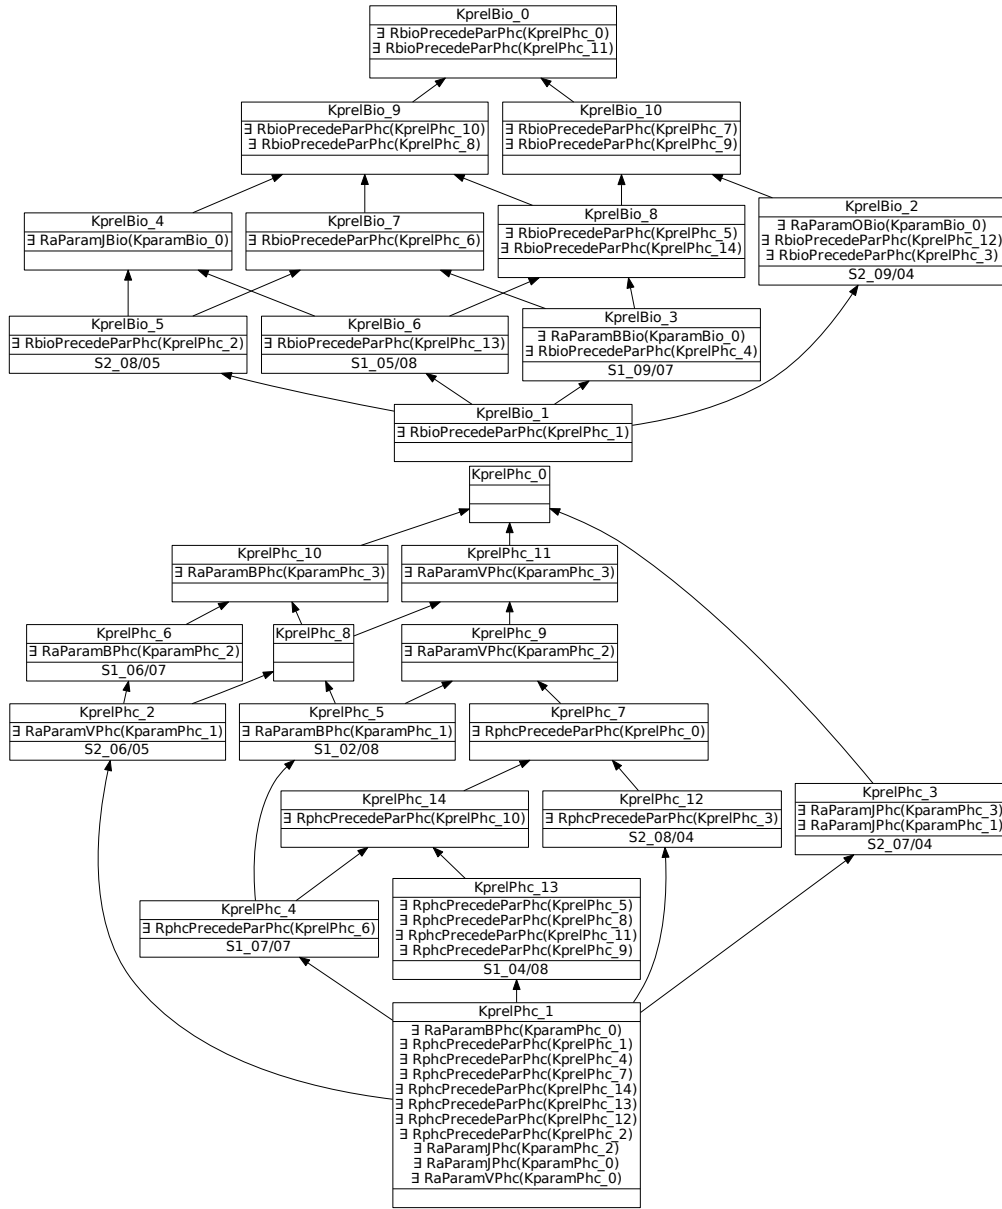 KprelBio_0
∃ RbioPrecedeParPhc(KprelPhc_0)
∃ RbioPrecedeParPhc(KprelPhc_11)
KprelBio_9
∃ RbioPrecedeParPhc(KprelPhc_10)
∃ RbioPrecedeParPhc(KprelPhc_8)
KprelBio_10
∃ RbioPrecedeParPhc(KprelPhc_7)
∃ RbioPrecedeParPhc(KprelPhc_9)
KprelBio_4
∃ RaParamJBio(KparamBio_0)
KprelBio_7
∃ RbioPrecedeParPhc(KprelPhc_6)
KprelBio_8
∃ RbioPrecedeParPhc(KprelPhc_5)
∃ RbioPrecedeParPhc(KprelPhc_14)
KprelBio_2
∃ RaParamOBio(KparamBio_0)
∃ RbioPrecedeParPhc(KprelPhc_12)
∃ RbioPrecedeParPhc(KprelPhc_3)
S2_09/04
KprelBio_5
∃ RbioPrecedeParPhc(KprelPhc_2)
S2_08/05
KprelBio_6
∃ RbioPrecedeParPhc(KprelPhc_13)
S1_05/08
KprelBio_3
∃ RaParamBBio(KparamBio_0)
∃ RbioPrecedeParPhc(KprelPhc_4)
S1_09/07
KprelBio_1
∃ RbioPrecedeParPhc(KprelPhc_1)
KprelPhc_0
KprelPhc_10
∃ RaParamBPhc(KparamPhc_3)
KprelPhc_11
∃ RaParamVPhc(KparamPhc_3)
KprelPhc_6
∃ RaParamBPhc(KparamPhc_2)
S1_06/07
KprelPhc_8
KprelPhc_9
∃ RaParamVPhc(KparamPhc_2)
KprelPhc_2
∃ RaParamVPhc(KparamPhc_1)
S2_06/05
KprelPhc_5
∃ RaParamBPhc(KparamPhc_1)
S1_02/08
KprelPhc_7
∃ RphcPrecedeParPhc(KprelPhc_0)
KprelPhc_14
∃ RphcPrecedeParPhc(KprelPhc_10)
KprelPhc_12
∃ RphcPrecedeParPhc(KprelPhc_3)
S2_08/04
KprelPhc_3
∃ RaParamJPhc(KparamPhc_3)
∃ RaParamJPhc(KparamPhc_1)
S2_07/04
KprelPhc_4
∃ RphcPrecedeParPhc(KprelPhc_6)
S1_07/07
KprelPhc_13
∃ RphcPrecedeParPhc(KprelPhc_5)
∃ RphcPrecedeParPhc(KprelPhc_8)
∃ RphcPrecedeParPhc(KprelPhc_11)
∃ RphcPrecedeParPhc(KprelPhc_9)
S1_04/08
KprelPhc_1
∃ RaParamBPhc(KparamPhc_0)
∃ RphcPrecedeParPhc(KprelPhc_1)
∃ RphcPrecedeParPhc(KprelPhc_4)
∃ RphcPrecedeParPhc(KprelPhc_7)
∃ RphcPrecedeParPhc(KprelPhc_14)
∃ RphcPrecedeParPhc(KprelPhc_13)
∃ RphcPrecedeParPhc(KprelPhc_12)
∃ RphcPrecedeParPhc(KprelPhc_2)
∃ RaParamJPhc(KparamPhc_2)
∃ RaParamJPhc(KparamPhc_0)
∃ RaParamVPhc(KparamPhc_0)